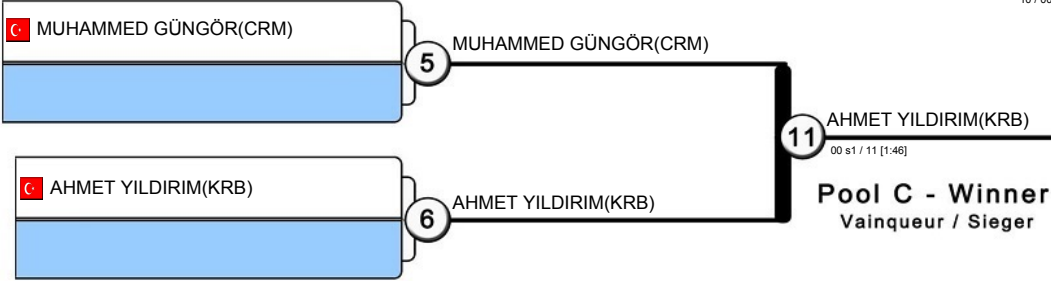 MUHAMMED GÜNGÖR(CRM)
5
MUHAMMED GÜNGÖR(CRM)
11
AHMET YILDIRIM(KRB)
00 s1 / 11 [1:46]
AHMET YILDIRIM(KRB)
6
AHMET YILDIRIM(KRB)
Pool C - Winner
Vainqueur / Sieger